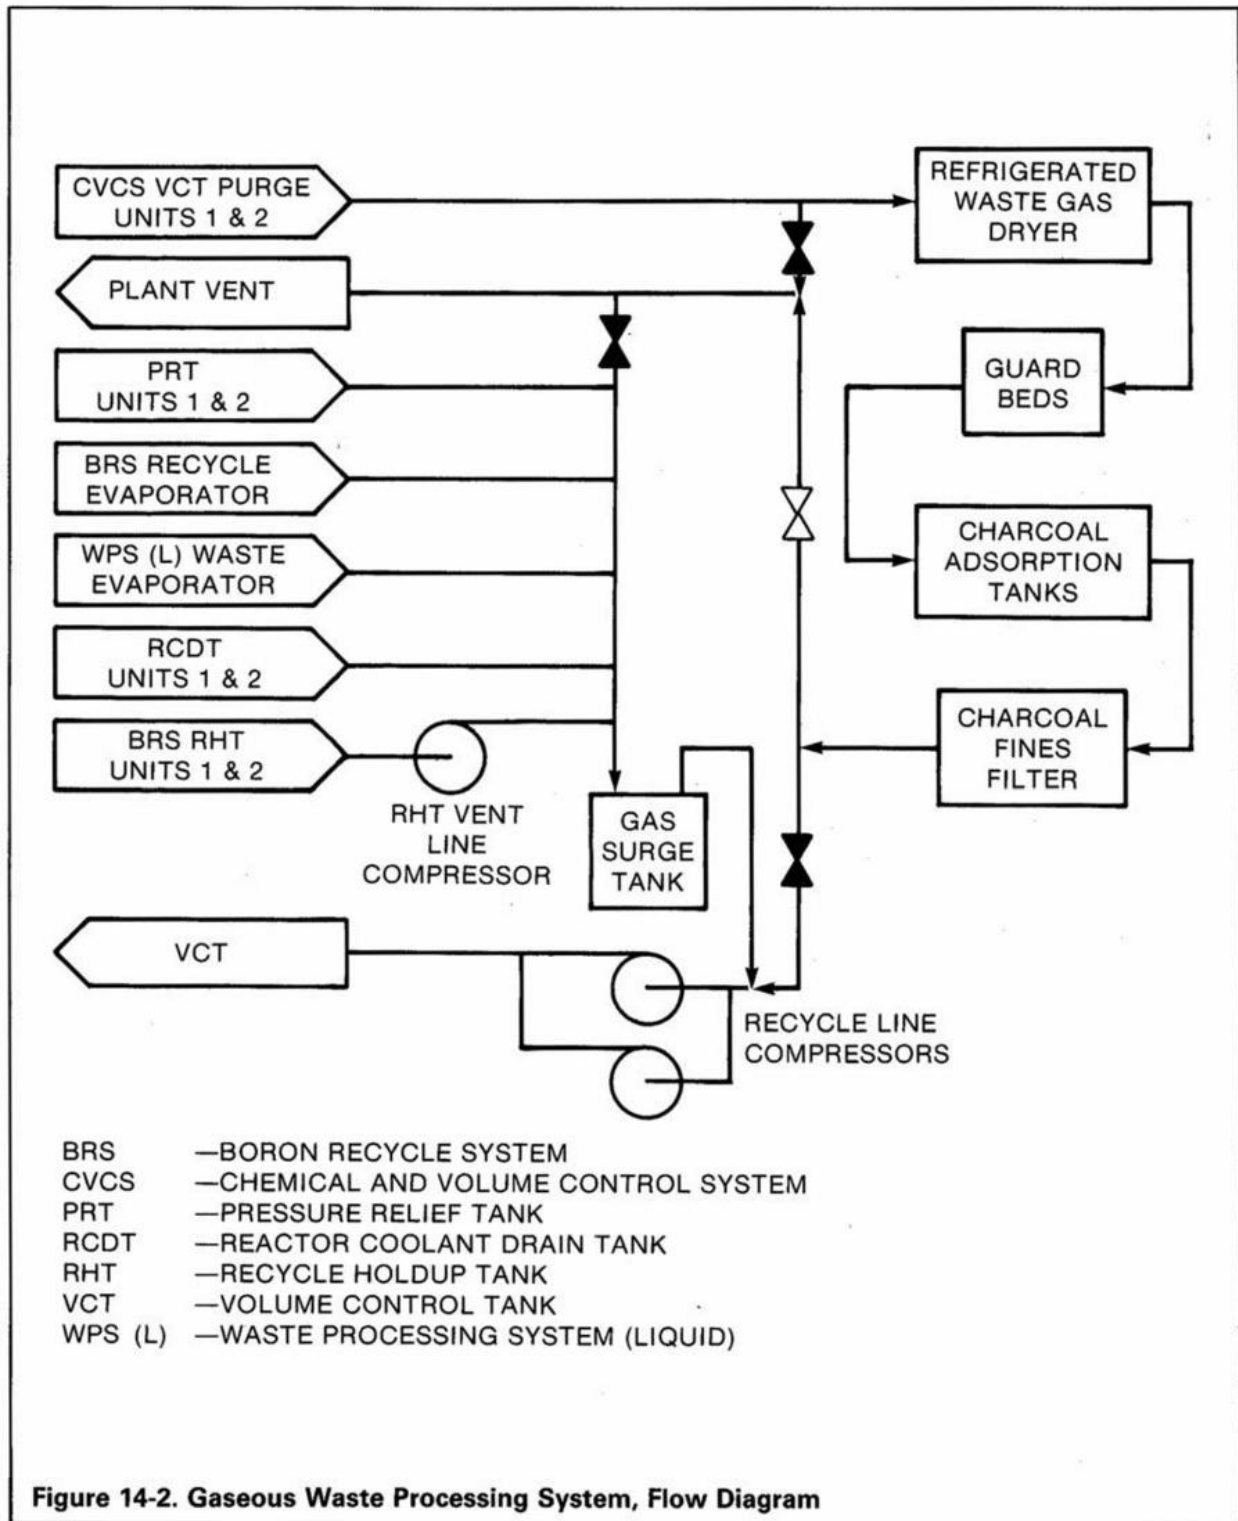 CVCS VCT PURGE
UNITS 1 & 2
REFRIGERATED
WASTE GAS
DRYER
PLANT VENT
PRT
UNITS 1 & 2
GUARD
BEDS
BRS RECYCLE
EVAPORATOR
WPS (L) WASTE
EVAPORATOR
CHARCOAL
ADSORPTION
TANKS
RCDT
UNITS 1 & 2
BRS RHT
UNITS 1 & 2
CHARCOAL
FINES
FILTER
RHT VENT
LINE
COMPRESSOR
GAS
SURGE
TANK
VCT
RECYCLE LINE
COMPRESSORS
BRS —BORON RECYCLE SYSTEM
CVCS —CHEMICAL AND VOLUME CONTROL SYSTEM
PRT —PRESSURE RELIEF TANK
RCDT —REACTOR COOLANT DRAIN TANK
RHT —RECYCLE HOLDUP TANK
VCT —VOLUME CONTROL TANK
WPS (L) —WASTE PROCESSING SYSTEM (LIQUID)
Figure 14-2. Gaseous Waste Processing System, Flow Diagram